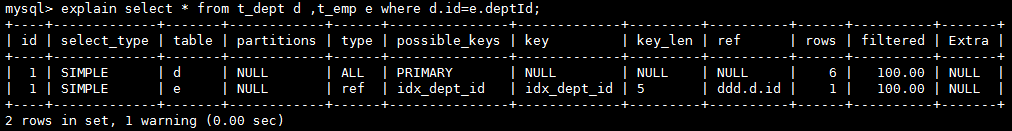 mysql> explain select * from t_dept d ,t_emp e where d.id=e.deptId;
+----+-------------+-------+------------+------+---------------+-------------+---------+----------+------+----------+-------+
| id | select_type | table | partitions | type | possible_keys | key         | key_len | ref      | rows | filtered | Extra |
+----+-------------+-------+------------+------+---------------+-------------+---------+----------+------+----------+-------+
|  1 | SIMPLE      | d     | NULL       | ALL  | PRIMARY       | NULL        | NULL    | NULL     |    6 |   100.00 | NULL  |
|  1 | SIMPLE      | e     | NULL       | ref  | idx_dept_id   | idx_dept_id | 5       | ddd.d.id |    1 |   100.00 | NULL  |
+----+-------------+-------+------------+------+---------------+-------------+---------+----------+------+----------+-------+
2 rows in set, 1 warning (0.00 sec)